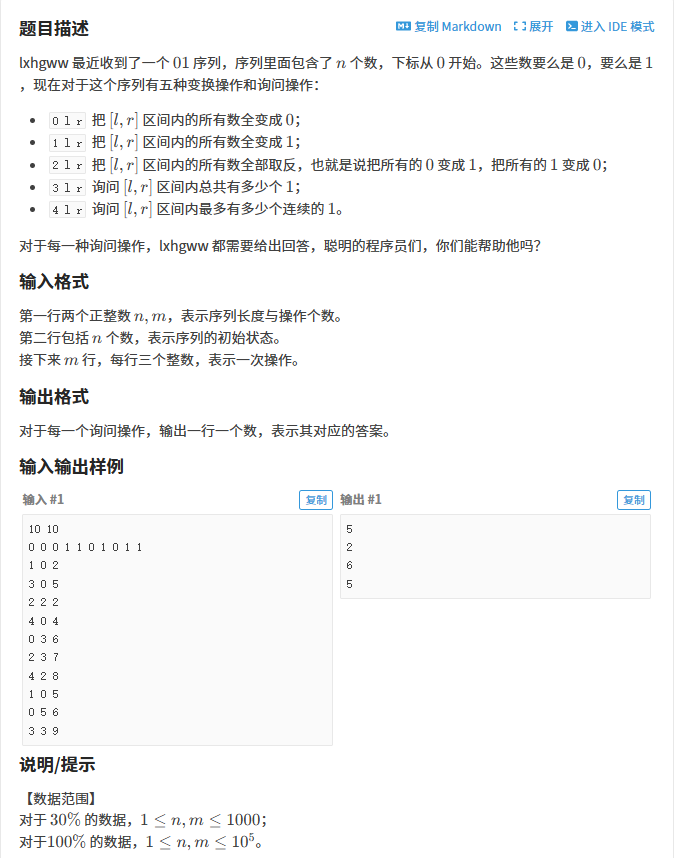 题目描述 复制 Markdown 展开 进入 IDE 模式
lxhgww 最近收到了一个 01 序列，序列里面包含了 n 个数，下标从 0 开始。这些数要么是 0，要么是 1
，现在对于这个序列有五种变换操作和询问操作：
• 0 l r 把 [l, r] 区间内的所有数全变成 0；
• 1 l r 把 [l, r] 区间内的所有数全变成 1；
• 2 l r 把 [l, r] 区间内的所有数全部取反，也就是说把所有的 0 变成 1，把所有的 1 变成 0；
• 3 l r 询问 [l, r] 区间内总共有多少个 1；
• 4 l r 询问 [l, r] 区间内最多有多少个连续的 1。
对于每一种询问操作，lxhgww 都需要给出回答，聪明的程序员们，你们能帮助他吗？
输入格式
第一行两个正整数 n, m，表示序列长度与操作个数。
第二行包括 n 个数，表示序列的初始状态。
接下来 m 行，每行三个整数，表示一次操作。
输出格式
对于每一个询问操作，输出一行一个数，表示其对应的答案。
输入输出样例
输入 #1 复制
10 10
0 0 0 1 1 0 1 0 1 1
1 0 2
3 0 5
2 2 2
4 0 4
0 3 6
2 3 7
4 2 8
1 0 5
0 5 6
3 3 9
输出 #1 复制
5
2
6
5
说明/提示
【数据范围】
对于 30% 的数据，1 ≤ n, m ≤ 1000；
对于100% 的数据，1 ≤ n, m ≤ 10⁵。